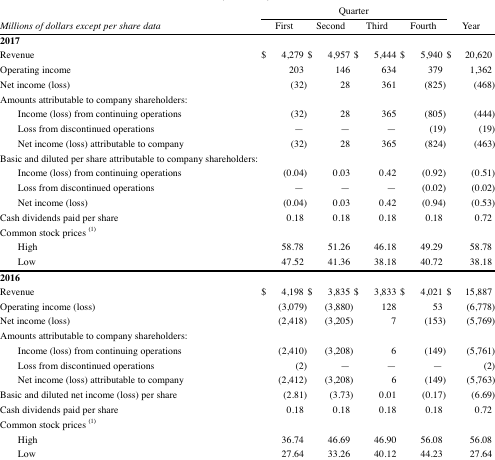 Quarter
Millions of dollars except per share data First Second Third Fourth Year
2017
Revenue $ 4,279 $ 4,957 $ 5,444 $ 5,940 $ 20,620
Operating income 203 146 634 379 1,362
Net income (loss) (32) 28 361 (825) (468)
Amounts attributable to company shareholders:
Income (loss) from continuing operations (32) 28 365 (805) (444)
Loss from discontinued operations — — — (19) (19)
Net income (loss) attributable to company (32) 28 365 (824) (463)
Basic and diluted per share attributable to company shareholders:
Income (loss) from continuing operations (0.04) 0.03 0.42 (0.92) (0.51)
Loss from discontinued operations — — — (0.02) (0.02)
Net income (loss) (0.04) 0.03 0.42 (0.94) (0.53)
Cash dividends paid per share 0.18 0.18 0.18 0.18 0.72
Common stock prices (1)
High 58.78 51.26 46.18 49.29 58.78
Low 47.52 41.36 38.18 40.72 38.18
2016
Revenue $ 4,198 $ 3,835 $ 3,833 $ 4,021 $ 15,887
Operating income (loss) (3,079) (3,880) 128 53 (6,778)
Net income (loss) (2,418) (3,205) 7 (153) (5,769)
Amounts attributable to company shareholders:
Income (loss) from continuing operations (2,410) (3,208) 6 (149) (5,761)
Loss from discontinued operations (2) — — — (2)
Net income (loss) attributable to company (2,412) (3,208) 6 (149) (5,763)
Basic and diluted net income (loss) per share (2.81) (3.73) 0.01 (0.17) (6.69)
Cash dividends paid per share 0.18 0.18 0.18 0.18 0.72
Common stock prices (1)
High 36.74 46.69 46.90 56.08 56.08
Low 27.64 33.26 40.12 44.23 27.64